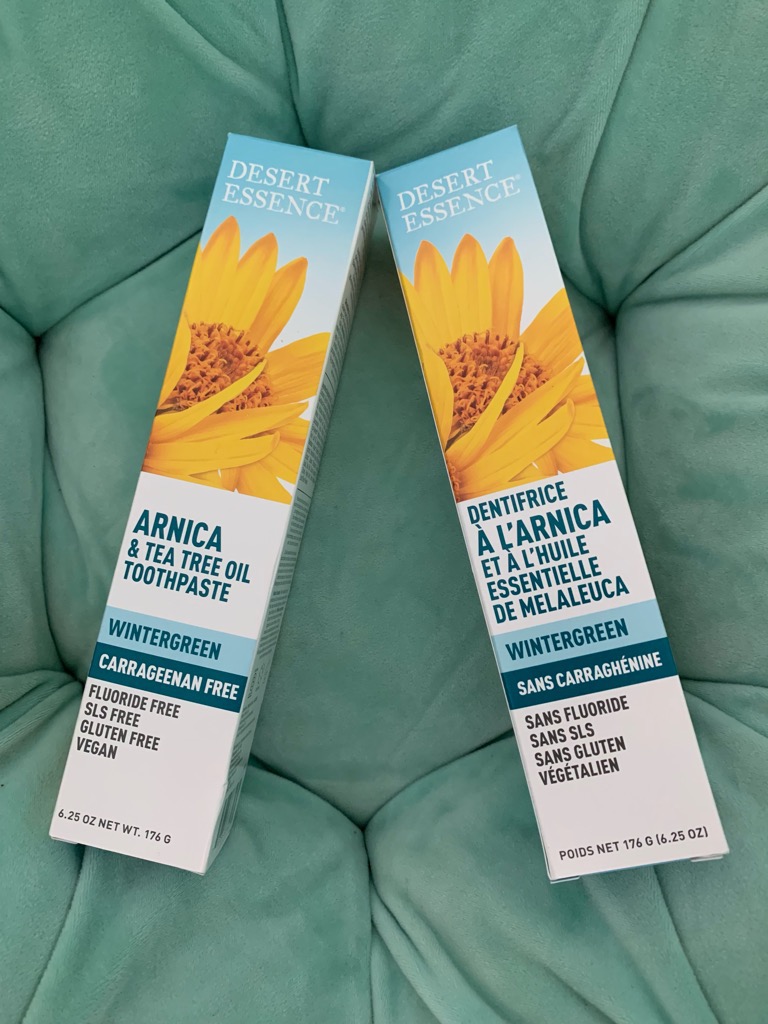 DESERT
ESSENCE®
ARNICA
& TEA TREE OIL
TOOTHPASTE
WINTERGREEN
CARRAGEENAN FREE
FLUORIDE FREE
SLS FREE
GLUTEN FREE
VEGAN
6.25 OZ NET WT. 176 G
DESERT
ESSENCE®
DENTIFRICE
À L'ARNICA
ET À L'HUILE
ESSENTIELLE
DE MELALEUCA
WINTERGREEN
SANS CARRAGHÉNINE
SANS FLUORIDE
SANS SLS
SANS GLUTEN
VÉGÉTALIEN
POIDS NET 176 G (6.25 OZ)